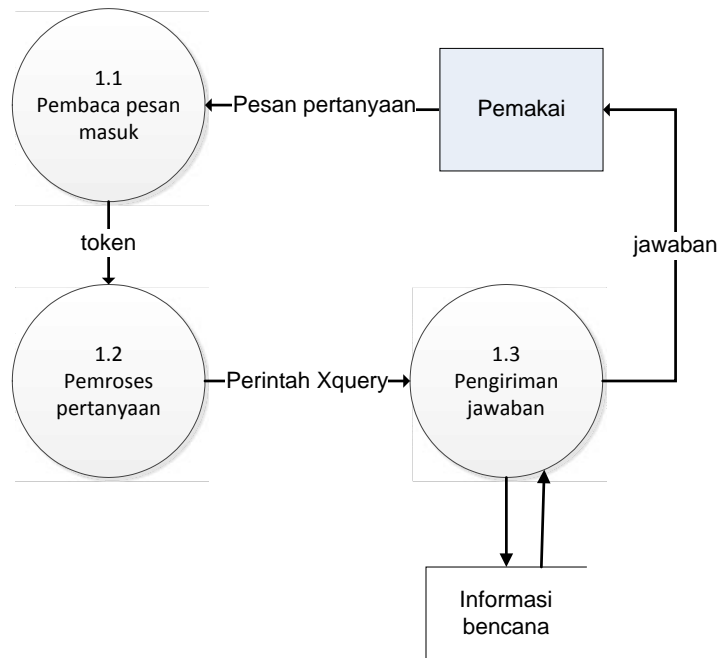 1.1
Pembaca pesan
masuk
Pesan pertanyaan
Pemakai
token
jawaban
1.2
Pemroses
pertanyaan
Perintah Xquery
1.3
Pengiriman
jawaban
Informasi
bencana